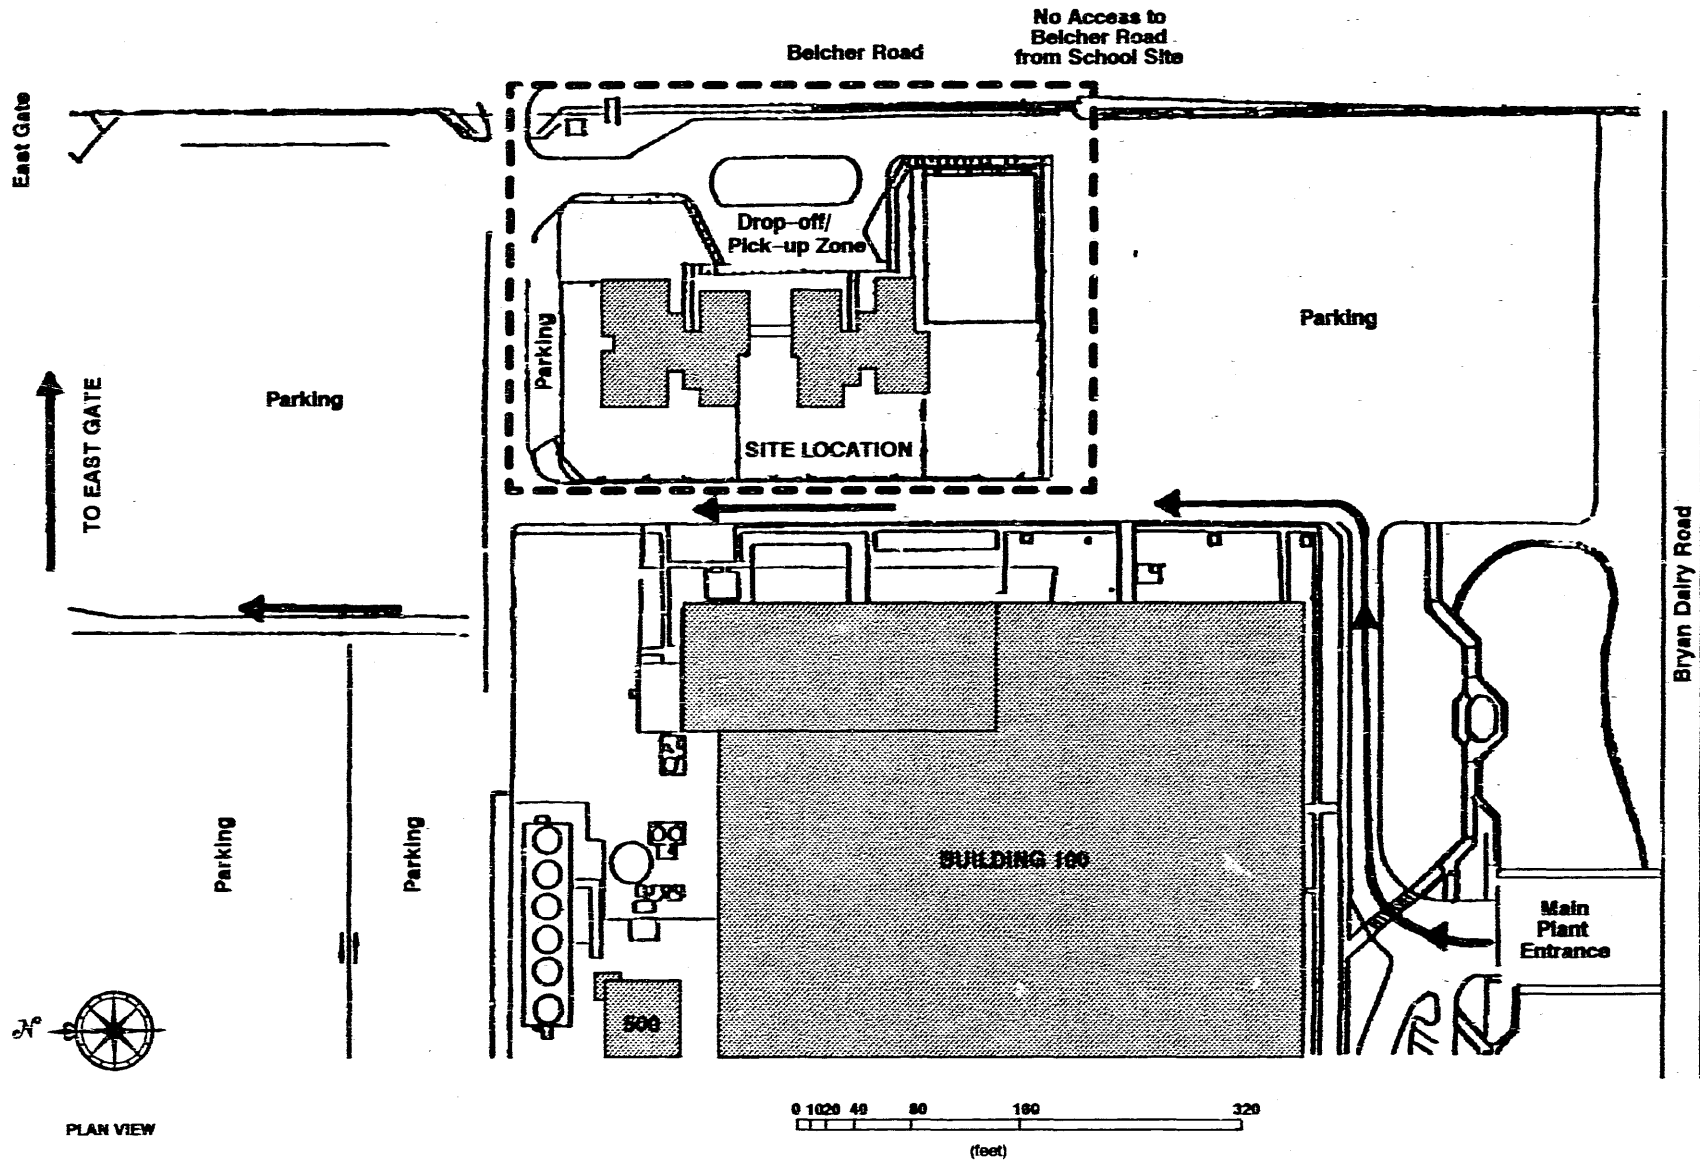 No Access to
Belcher Road
from School Site
Belcher Road
East Gate
Drop-off/
Pick-up Zone
Parking
Parking
Parking
TO EAST GATE
SITE LOCATION
Bryan Dairy Road
Parking
Parking
BUILDING 100
Main
Plant
Entrance
500
N
PLAN VIEW
0 10 20 40 80 160 320
(feet)